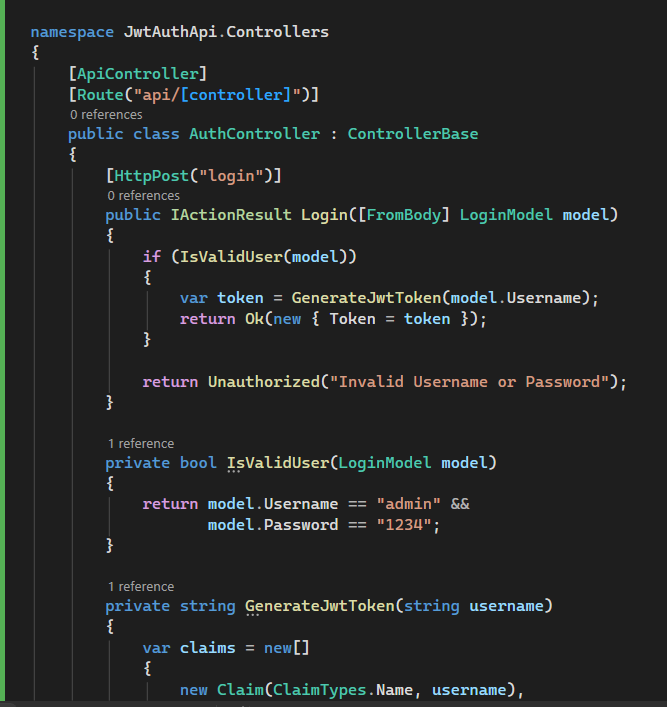 namespace JwtAuthApi.Controllers
{
[ApiController]
[Route("api/[controller]")]
0 references
public class AuthController : ControllerBase
{
[HttpPost("login")]
0 references
public IActionResult Login([FromBody] LoginModel model)
{
if (IsValidUser(model))
{
var token = GenerateJwtToken(model.Username);
return Ok(new { Token = token });
}
return Unauthorized("Invalid Username or Password");
}
1 reference
private bool IsValidUser(LoginModel model)
{
return model.Username == "admin" &&
model.Password == "1234";
}
1 reference
private string GenerateJwtToken(string username)
{
var claims = new[]
{
new Claim(ClaimTypes.Name, username),